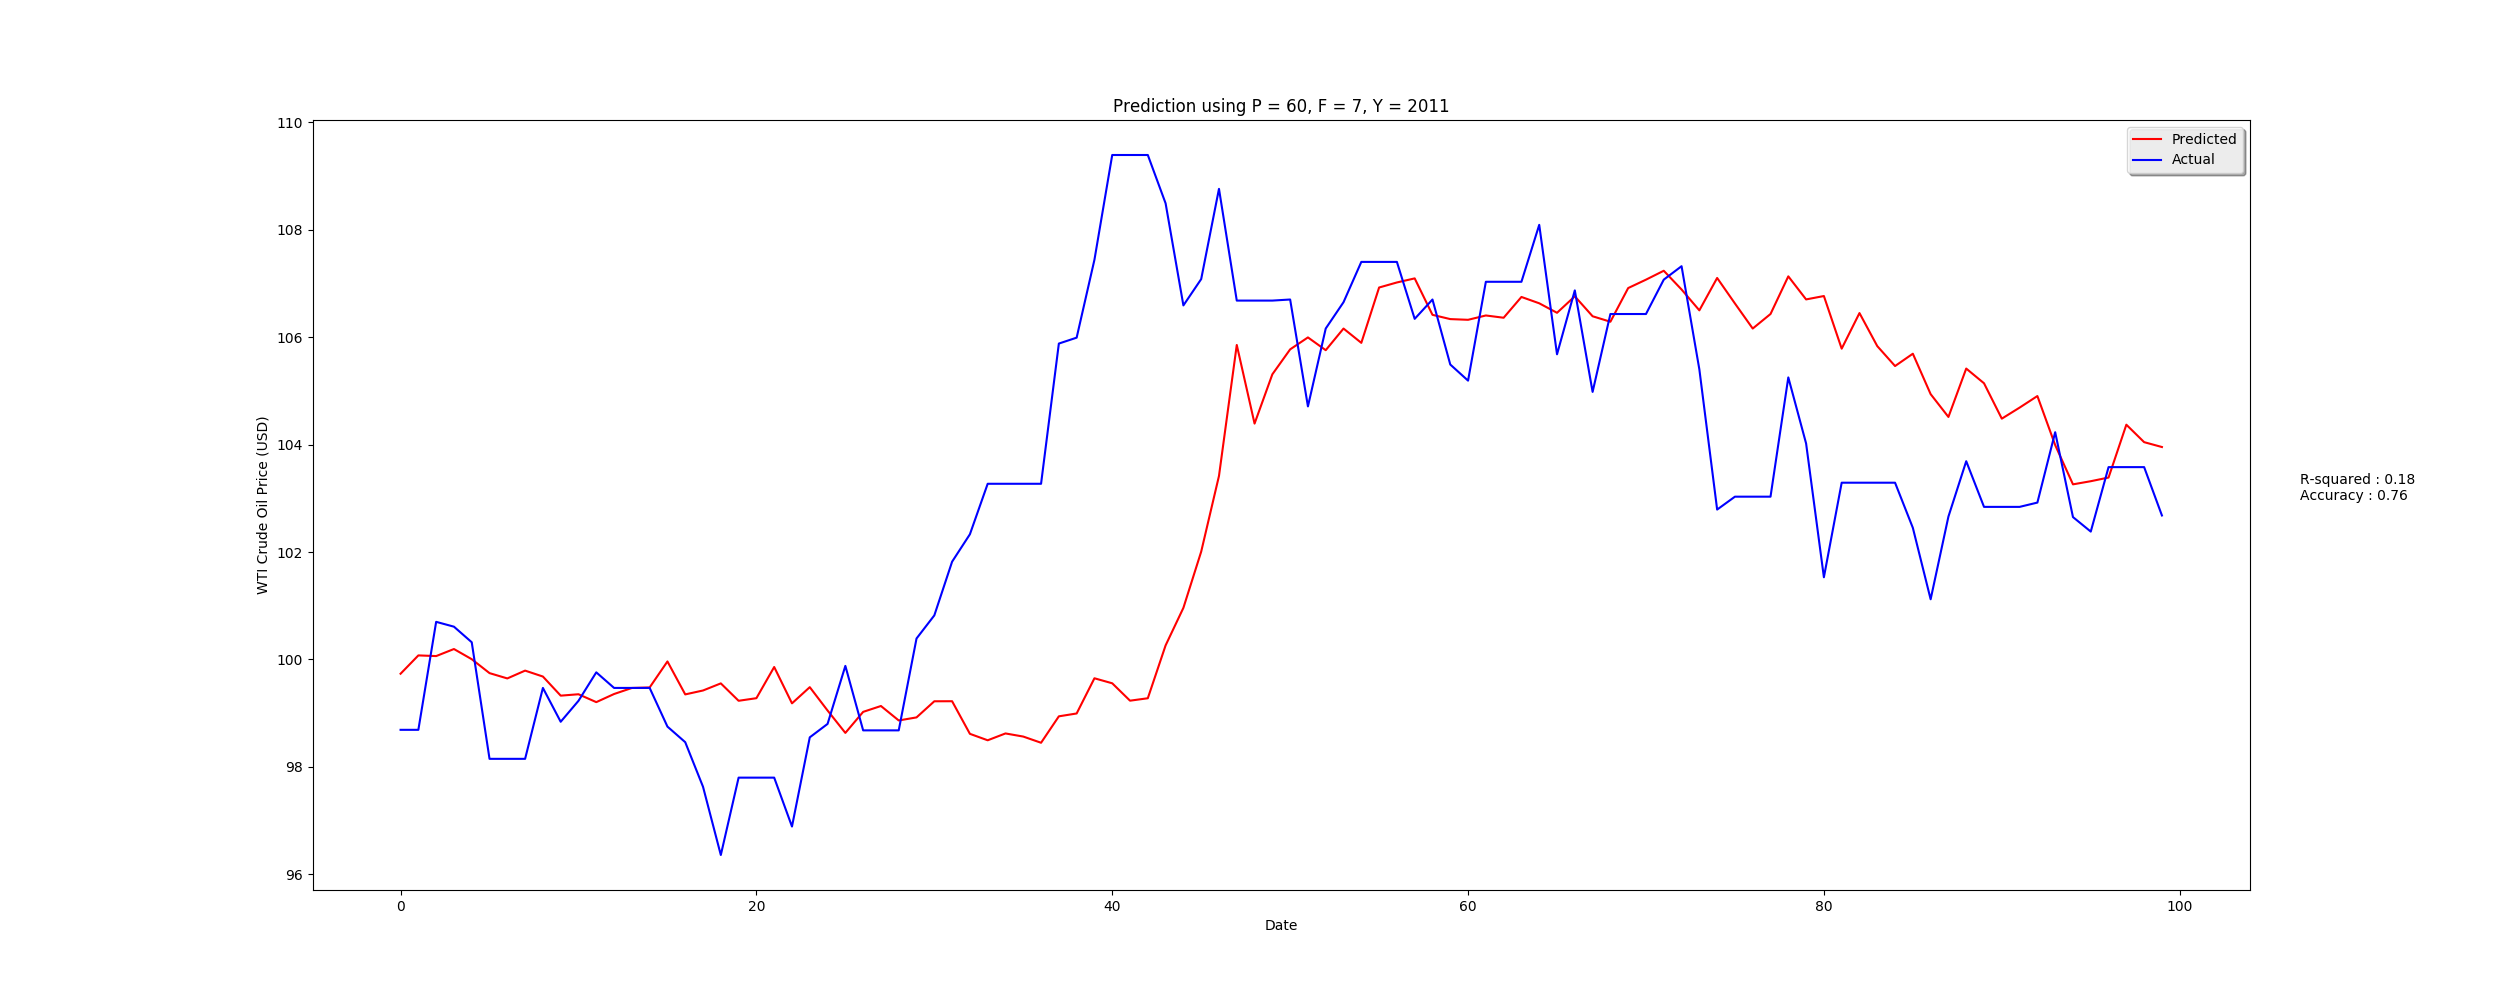 Prediction using P = 60, F = 7, Y = 2011
110
108
106
104
102
100
98
96
WTI Crude Oil Price (USD)
Predicted
Actual
R-squared : 0.18
Accuracy : 0.76
0 20 40 60 80 100
Date